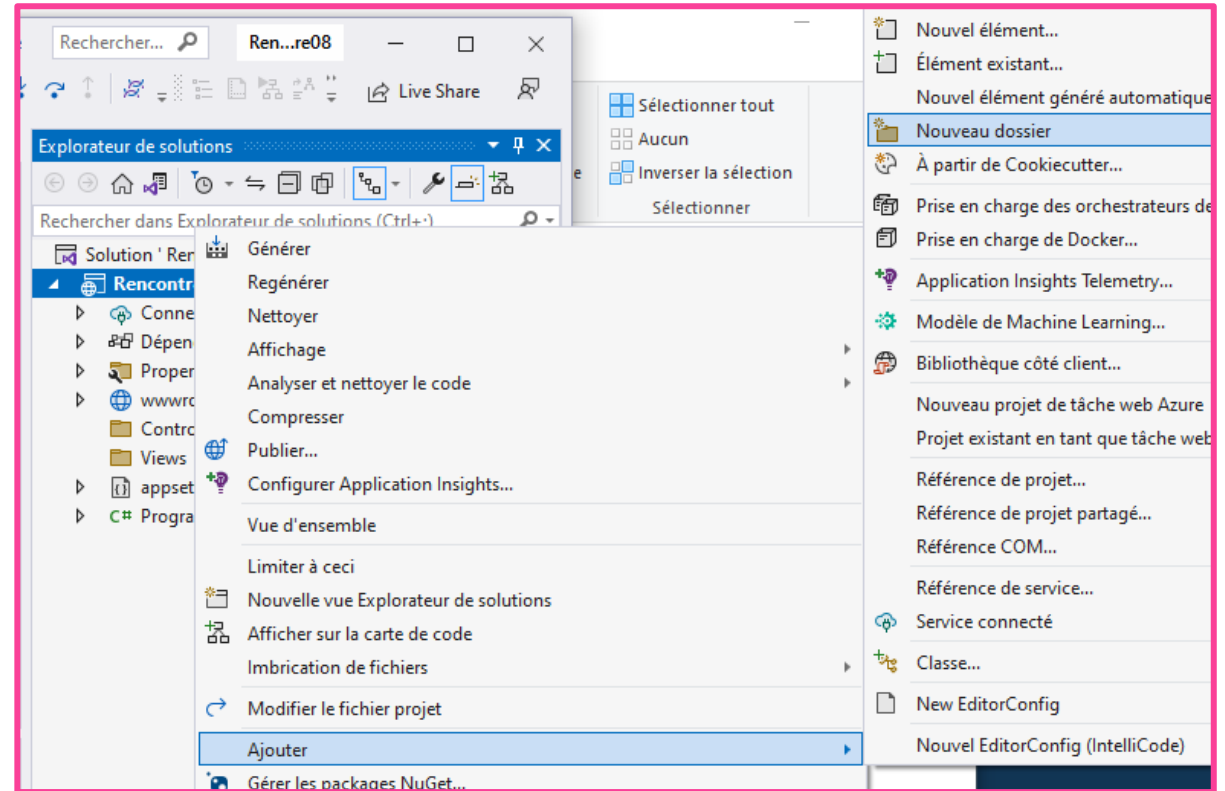 Rechercher...
Ren...re08
Live Share
Explorateur de solutions
Rechercher dans Explorateur de solutions (Ctrl+;)
Solution ' Ren
Rencontr
Conne
Dépen
Proper
wwwro
Contro
Views
appset
C# Progra
Sélectionner tout
Aucun
e
Inverser la sélection
Sélectionner
Générer
Regénérer
Nettoyer
Affichage
Analyser et nettoyer le code
Compresser
Publier...
Configurer Application Insights...
Vue d'ensemble
Limiter à ceci
Nouvelle vue Explorateur de solutions
Afficher sur la carte de code
Imbrication de fichiers
Modifier le fichier projet
Ajouter
Gérer les packages NuGet...
Nouvel élément...
Élément existant...
Nouvel élément généré automatique
Nouveau dossier
À partir de Cookiecutter...
Prise en charge des orchestrateurs de
Prise en charge de Docker...
Application Insights Telemetry...
Modèle de Machine Learning...
Bibliothèque côté client...
Nouveau projet de tâche web Azure
Projet existant en tant que tâche web
Référence de projet...
Référence de projet partagé...
Référence COM...
Référence de service...
Service connecté
Classe...
New EditorConfig
Nouvel EditorConfig (IntelliCode)